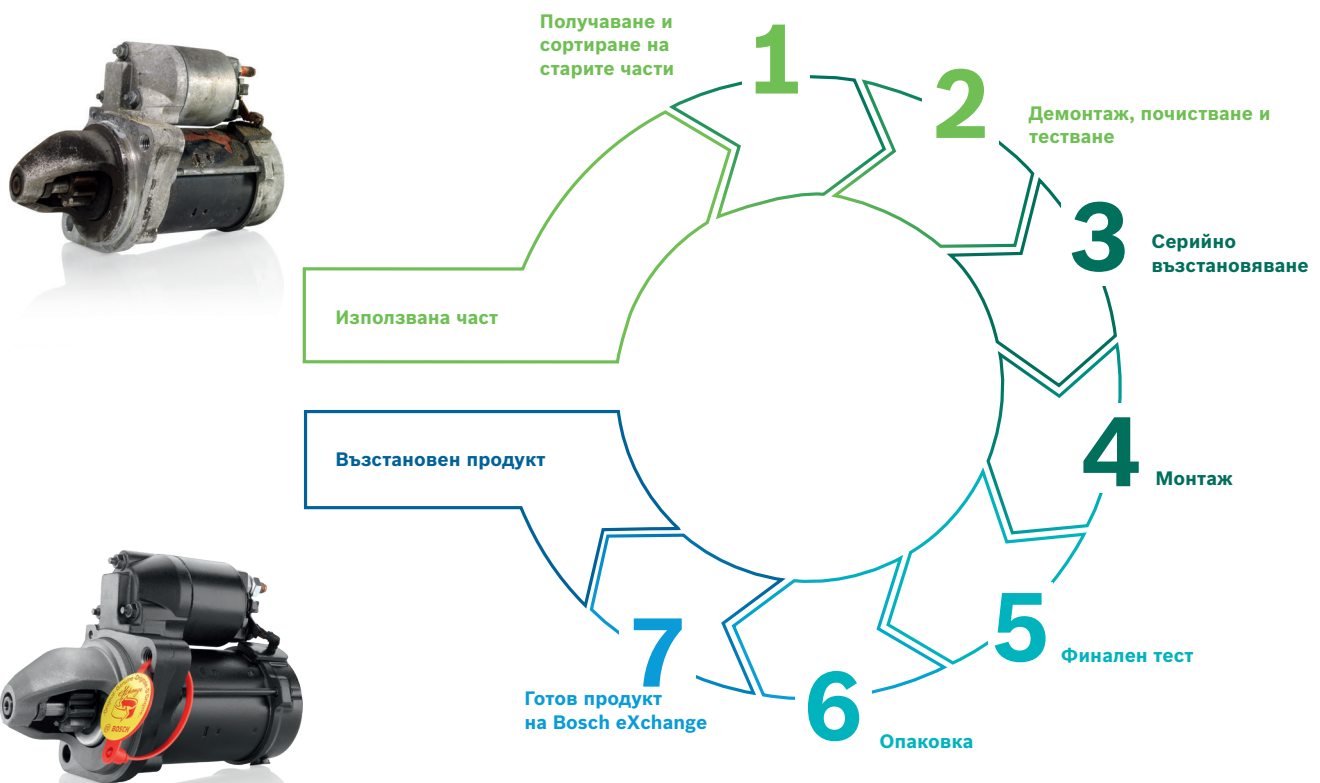 Получаване и
сортиране на
старите части
1
2
Демонтаж, почистване и
тестване
3
Серийно
възстановяване
Използвана част
Възстановен продукт
4
Монтаж
5
Финален тест
6
Опаковка
7
Готов продукт
на Bosch eXchange
BOSCH